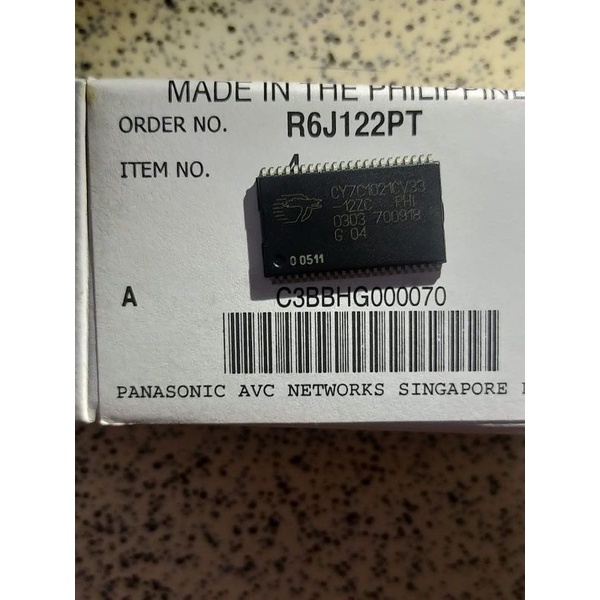 MADE IN THE PHILIPPINE
ORDER NO. R6J122PT
ITEM NO. 4
CY7C1021CV33
-12ZC PHI
0303 700918
G 04
O 0511
A C3BBHG000070
PANASONIC AVC NETWORKS SINGAPORE